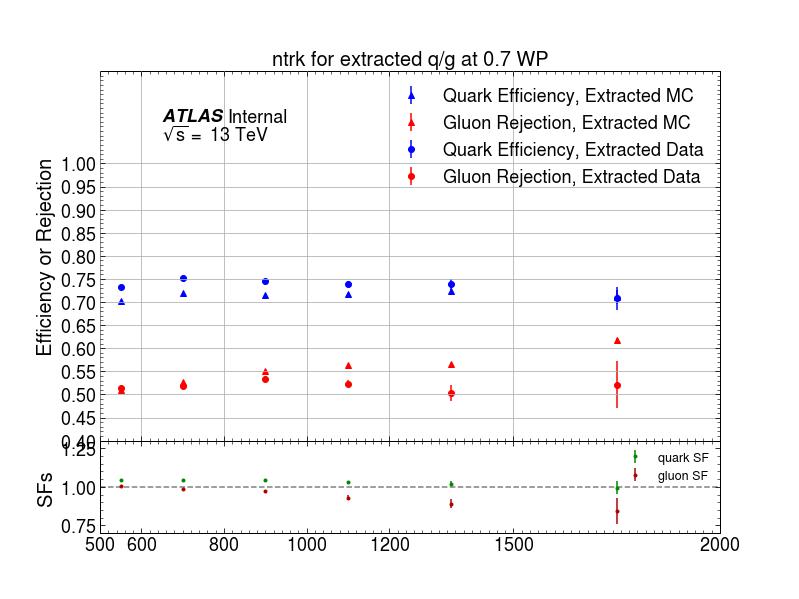 ntrk for extracted q/g at 0.7 WP
ATLAS Internal
√s = 13 TeV
Quark Efficiency, Extracted MC
Gluon Rejection, Extracted MC
Quark Efficiency, Extracted Data
Gluon Rejection, Extracted Data
Efficiency or Rejection
1.00
0.95
0.90
0.85
0.80
0.75
0.70
0.65
0.60
0.55
0.50
0.45
0.40
SFs
1.25
1.00
0.75
quark SF
gluon SF
500 600 800 1000 1200 1500 2000